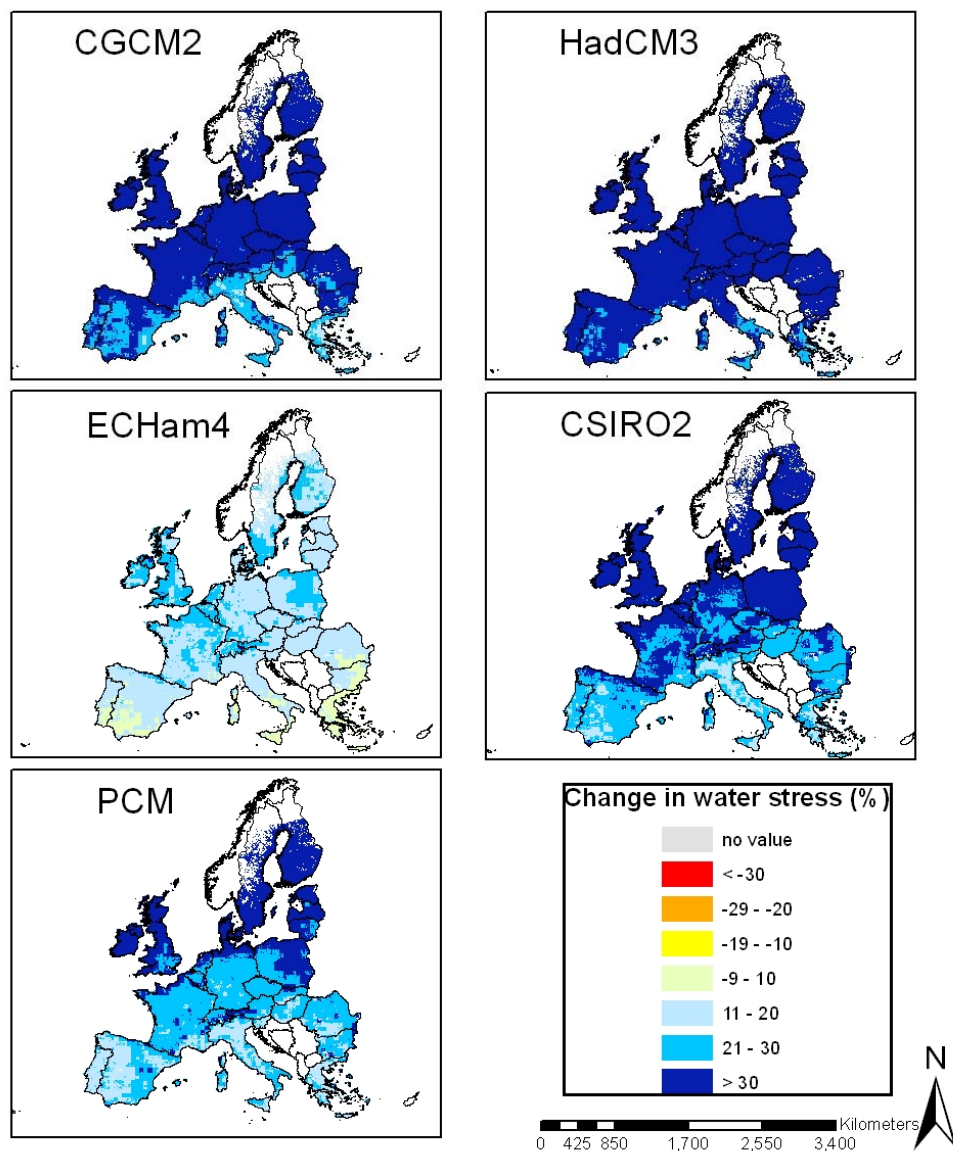 CGCM2
HadCM3
ECHam4
CSIRO2
PCM
Change in water stress (%)
no value
< -30
-29 - -20
-19 - -10
-9 - 10
11 - 20
21 - 30
> 30
N
Kilometers
0 425 850 1,700 2,550 3,400